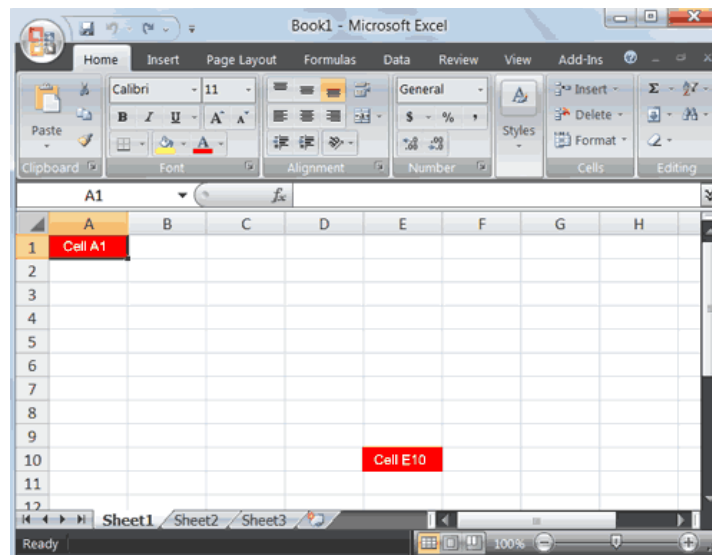 Book1 - Microsoft Excel
Home Insert Page Layout Formulas Data Review View Add-Ins
Calibri 11 General Insert Σ
Paste B I U A A $ % , Styles Delete
A Format
Clipboard Font Alignment Number Cells Editing
A1 fx
A B C D E F G H
1 Cell A1
2
3
4
5
6
7
8
9
10 Cell E10
11
12
Sheet1 Sheet2 Sheet3
Ready 100%